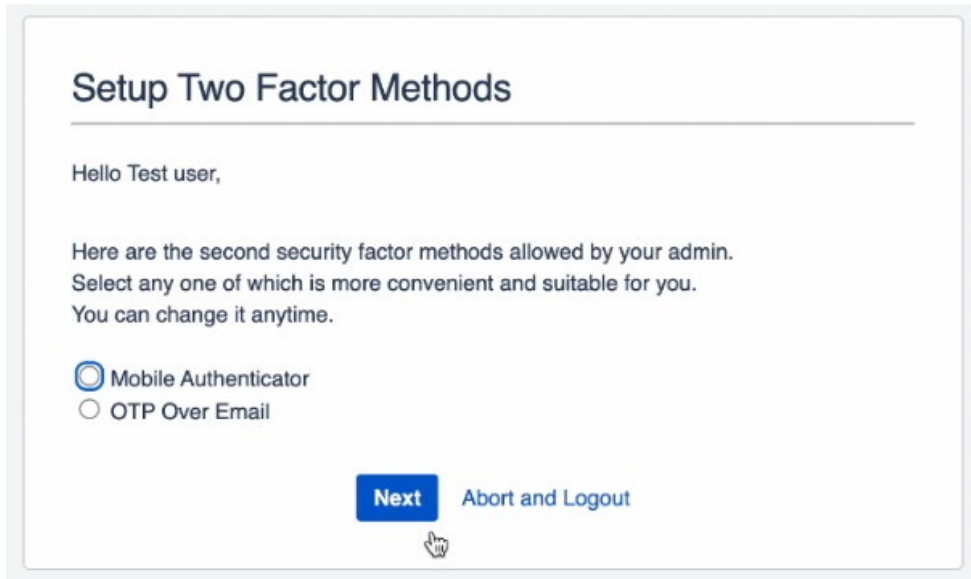 Setup Two Factor Methods
Hello Test user,
Here are the second security factor methods allowed by your admin.
Select any one of which is more convenient and suitable for you.
You can change it anytime.
Mobile Authenticator
OTP Over Email
Next Abort and Logout